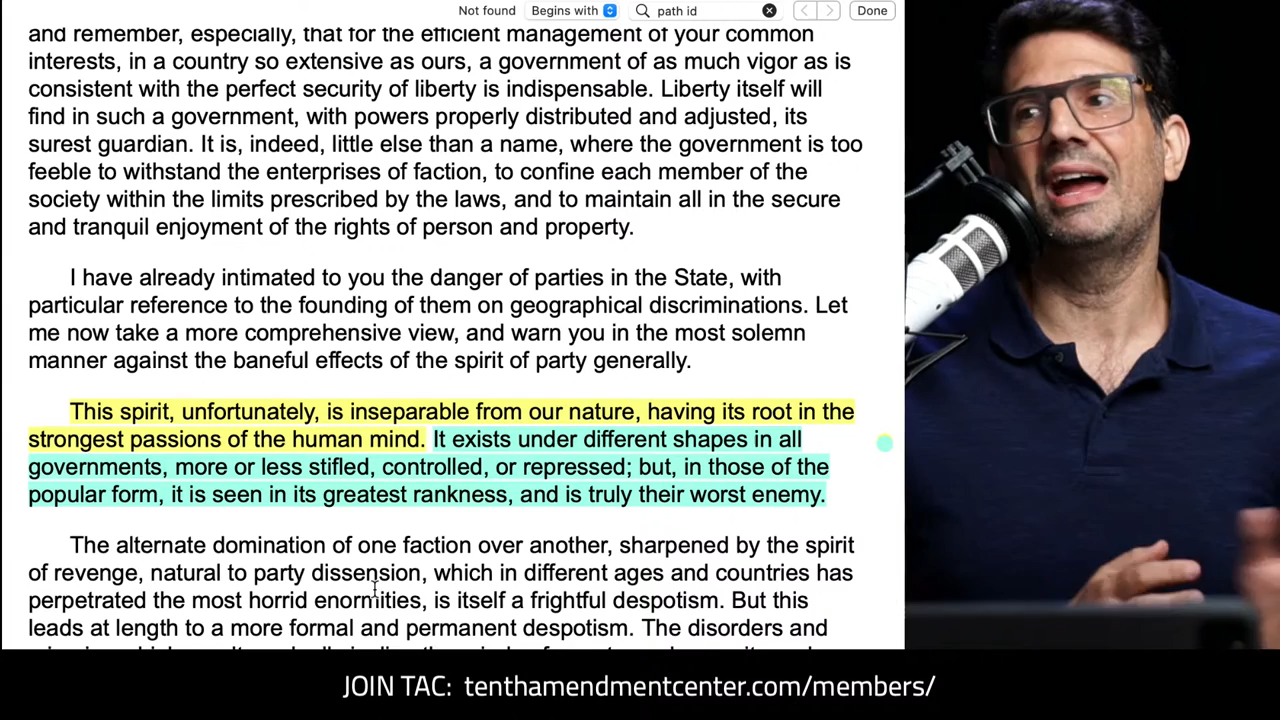 Not found Begins with path id Done
and remember, especially, that for the efficient management of your common
interests, in a country so extensive as ours, a government of as much vigor as is
consistent with the perfect security of liberty is indispensable. Liberty itself will
find in such a government, with powers properly distributed and adjusted, its
surest guardian. It is, indeed, little else than a name, where the government is too
feeble to withstand the enterprises of faction, to confine each member of the
society within the limits prescribed by the laws, and to maintain all in the secure
and tranquil enjoyment of the rights of person and property.
I have already intimated to you the danger of parties in the State, with
particular reference to the founding of them on geographical discriminations. Let
me now take a more comprehensive view, and warn you in the most solemn
manner against the baneful effects of the spirit of party generally.
This spirit, unfortunately, is inseparable from our nature, having its root in the
strongest passions of the human mind. It exists under different shapes in all
governments, more or less stifled, controlled, or repressed; but, in those of the
popular form, it is seen in its greatest rankness, and is truly their worst enemy.
The alternate domination of one faction over another, sharpened by the spirit
of revenge, natural to party dissension, which in different ages and countries has
perpetrated the most horrid enormities, is itself a frightful despotism. But this
leads at length to a more formal and permanent despotism. The disorders and
JOIN TAC: tenthamendmentcenter.com/members/